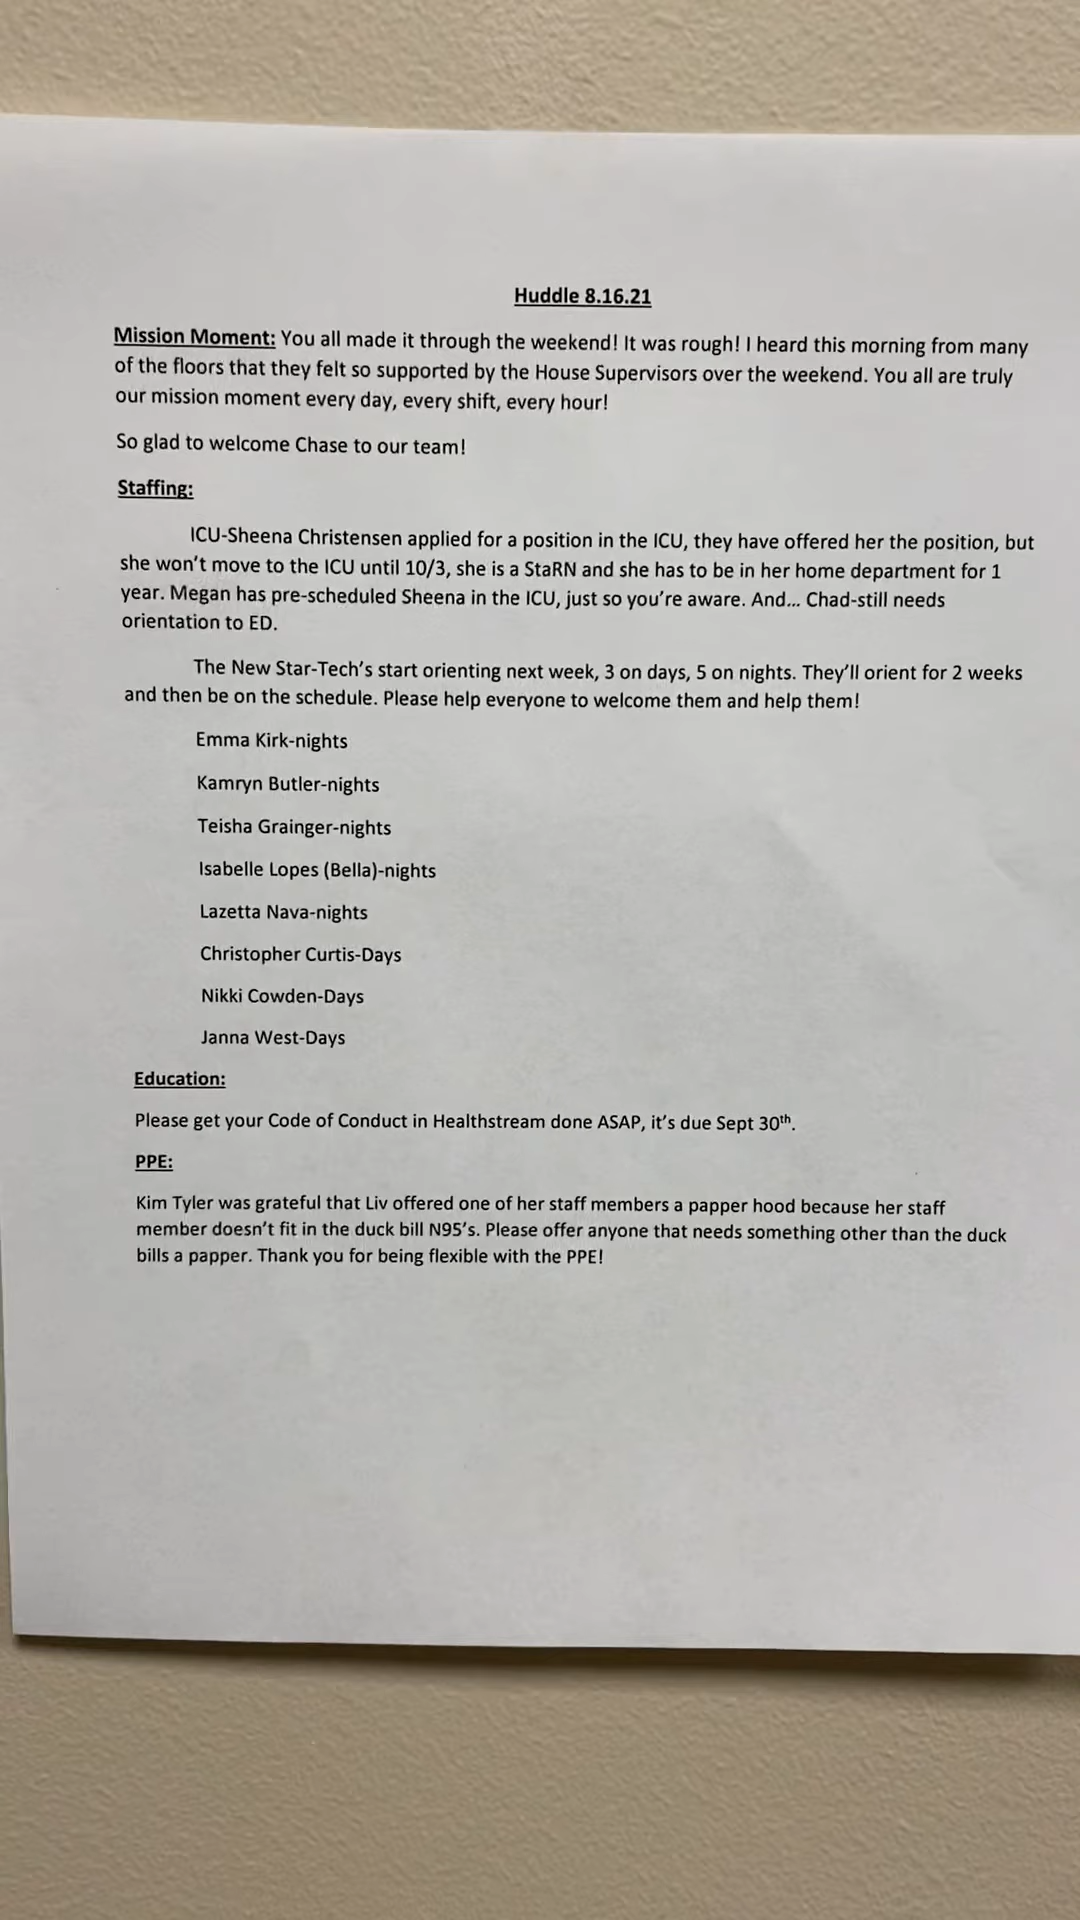 Huddle 8.16.21
Mission Moment: You all made it through the weekend! It was rough! I heard this morning from many
of the floors that they felt so supported by the House Supervisors over the weekend. You all are truly
our mission moment every day, every shift, every hour!
So glad to welcome Chase to our team!
Staffing:
ICU-Sheena Christensen applied for a position in the ICU, they have offered her the position, but
she won't move to the ICU until 10/3, she is a StaRN and she has to be in her home department for 1
year. Megan has pre-scheduled Sheena in the ICU, just so you're aware. And... Chad-still needs
orientation to ED.
The New Star-Tech's start orienting next week, 3 on days, 5 on nights. They'll orient for 2 weeks
and then be on the schedule. Please help everyone to welcome them and help them!
Emma Kirk-nights
Kamryn Butler-nights
Teisha Grainger-nights
Isabelle Lopes (Bella)-nights
Lazetta Nava-nights
Christopher Curtis-Days
Nikki Cowden-Days
Janna West-Days
Education:
Please get your Code of Conduct in Healthstream done ASAP, it's due Sept 30th.
PPE:
Kim Tyler was grateful that Liv offered one of her staff members a papper hood because her staff
member doesn't fit in the duck bill N95's. Please offer anyone that needs something other than the duck
bills a papper. Thank you for being flexible with the PPE!